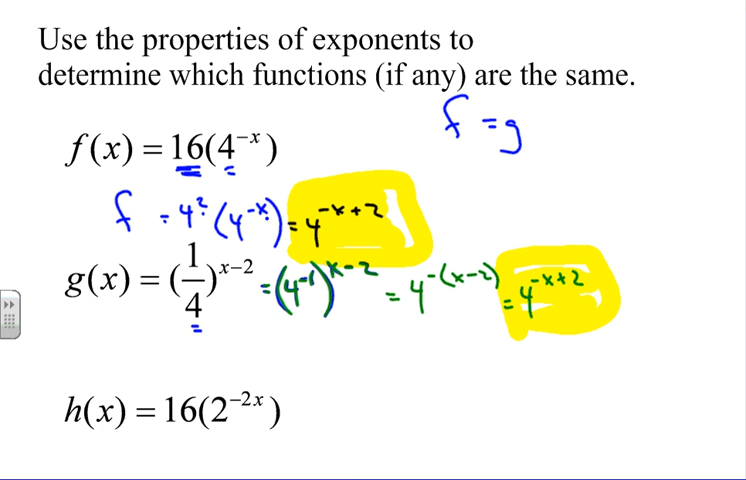 Use the properties of exponents to
determine which functions (if any) are the same.
f = g
f(x) = 16(4^{-x})
f = 4^2 (4^{-x}) = 4^{-x+2}
g(x) = (1/4)^{x-2} = (4^{-1})^{x-2} = 4^{-(x-2)} = 4^{-x+2}
h(x) = 16(2^{-2x})